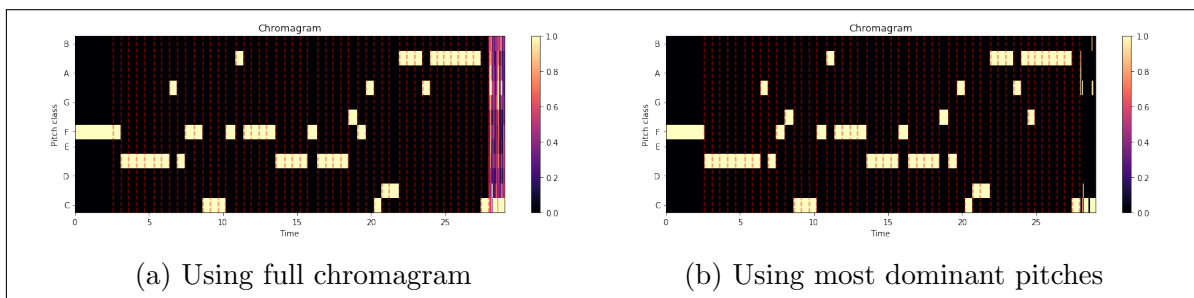 Chromagram
B
A
G
F
E
D
C
Pitch class
0
5
10
15
20
25
Time
1.0
0.8
0.6
0.4
0.2
0.0
(a) Using full chromagram
Chromagram
B
A
G
F
E
D
C
Pitch class
0
5
10
15
20
25
Time
1.0
0.8
0.6
0.4
0.2
0.0
(b) Using most dominant pitches